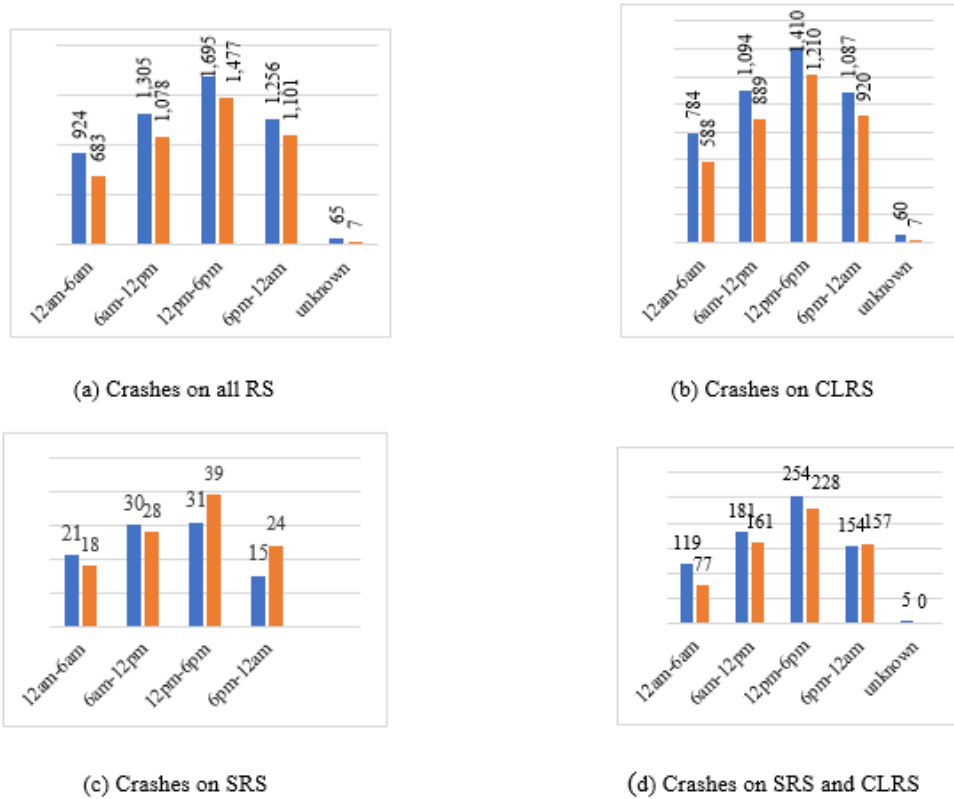 924
683
1,305
1,078
1,695
1,477
1,256
1,101
65
7
12am-6am
6am-12pm
12pm-6pm
6pm-12am
unknown
(a) Crashes on all RS
784
588
1,094
889
1,410
1,210
1,087
920
60
7
12am-6am
6am-12pm
12pm-6pm
6pm-12am
unknown
(b) Crashes on CLRS
21
18
30
28
31
39
15
24
12am-6am
6am-12pm
12pm-6pm
6pm-12am
(c) Crashes on SRS
119
77
181
161
254
228
154
157
5
0
12am-6am
6am-12pm
12pm-6pm
6pm-12am
unknown
(d) Crashes on SRS and CLRS